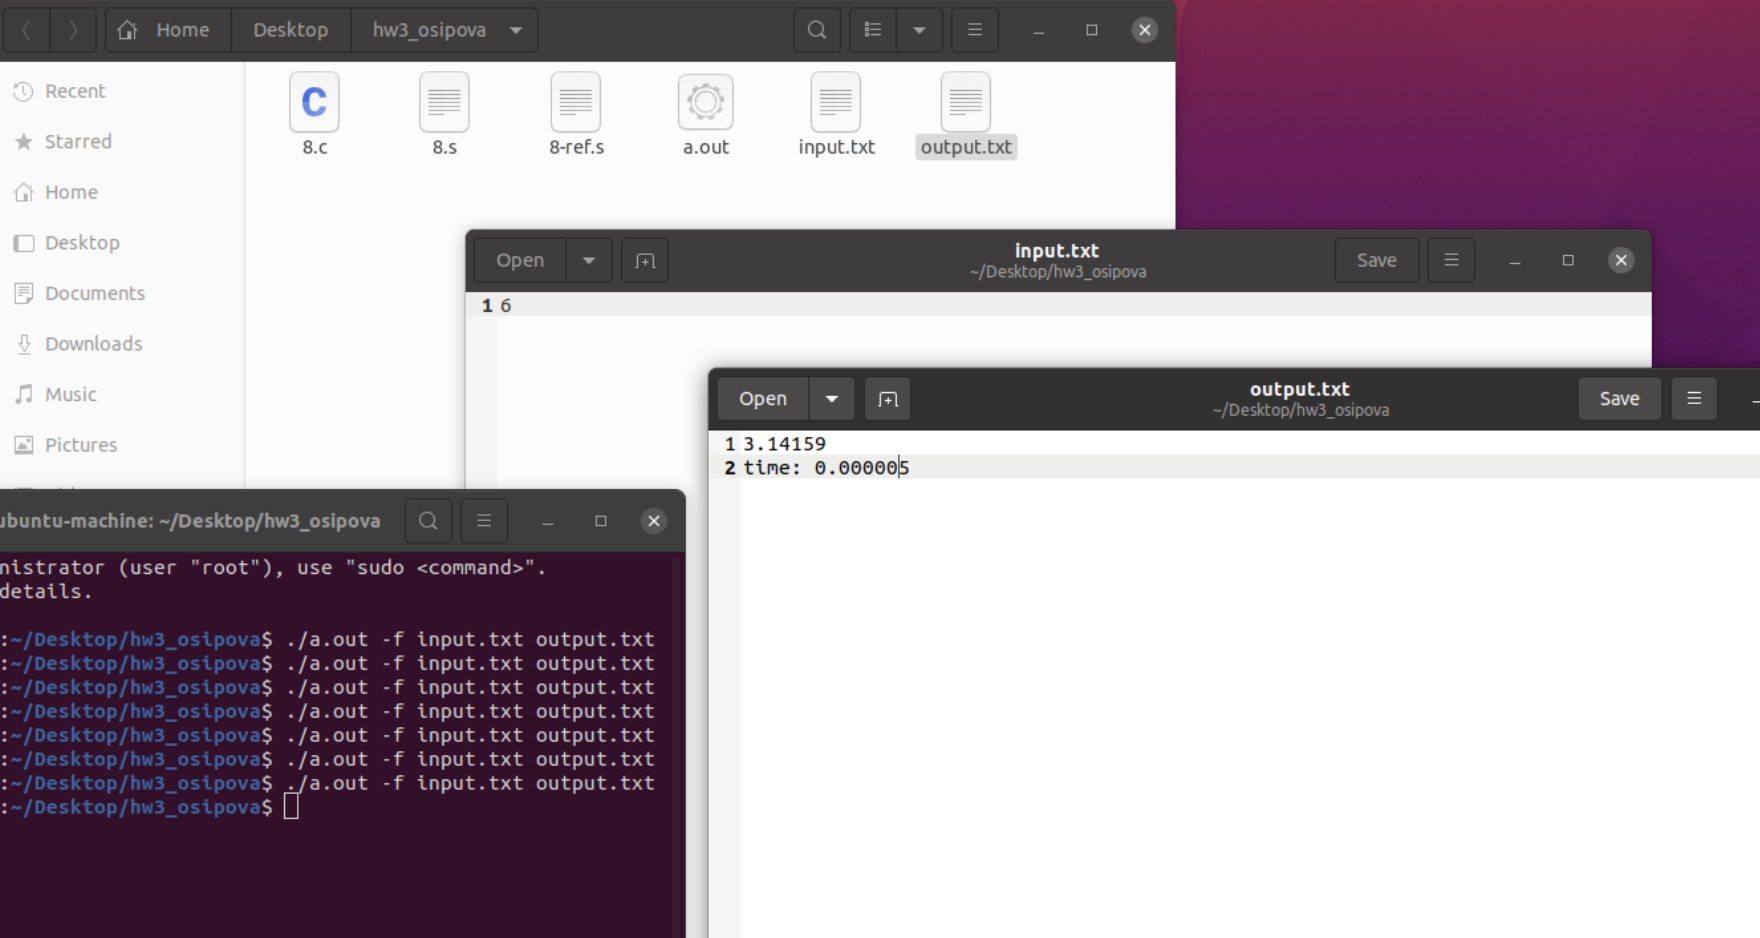 Home Desktop hw3_osipova
Recent
Starred
Home
Desktop
Documents
Downloads
Music
Pictures
8.c 8.s 8-ref.s a.out input.txt output.txt
Open input.txt Save
~/Desktop/hw3_osipova
1 6
Open output.txt Save
~/Desktop/hw3_osipova
1 3.14159
2 time: 0.000005
ubuntu-machine: ~/Desktop/hw3_osipova
nistrator (user "root"), use "sudo <command>".
details.
:~/Desktop/hw3_osipova$ ./a.out -f input.txt output.txt
:~/Desktop/hw3_osipova$ ./a.out -f input.txt output.txt
:~/Desktop/hw3_osipova$ ./a.out -f input.txt output.txt
:~/Desktop/hw3_osipova$ ./a.out -f input.txt output.txt
:~/Desktop/hw3_osipova$ ./a.out -f input.txt output.txt
:~/Desktop/hw3_osipova$ ./a.out -f input.txt output.txt
:~/Desktop/hw3_osipova$ ./a.out -f input.txt output.txt
:~/Desktop/hw3_osipova$